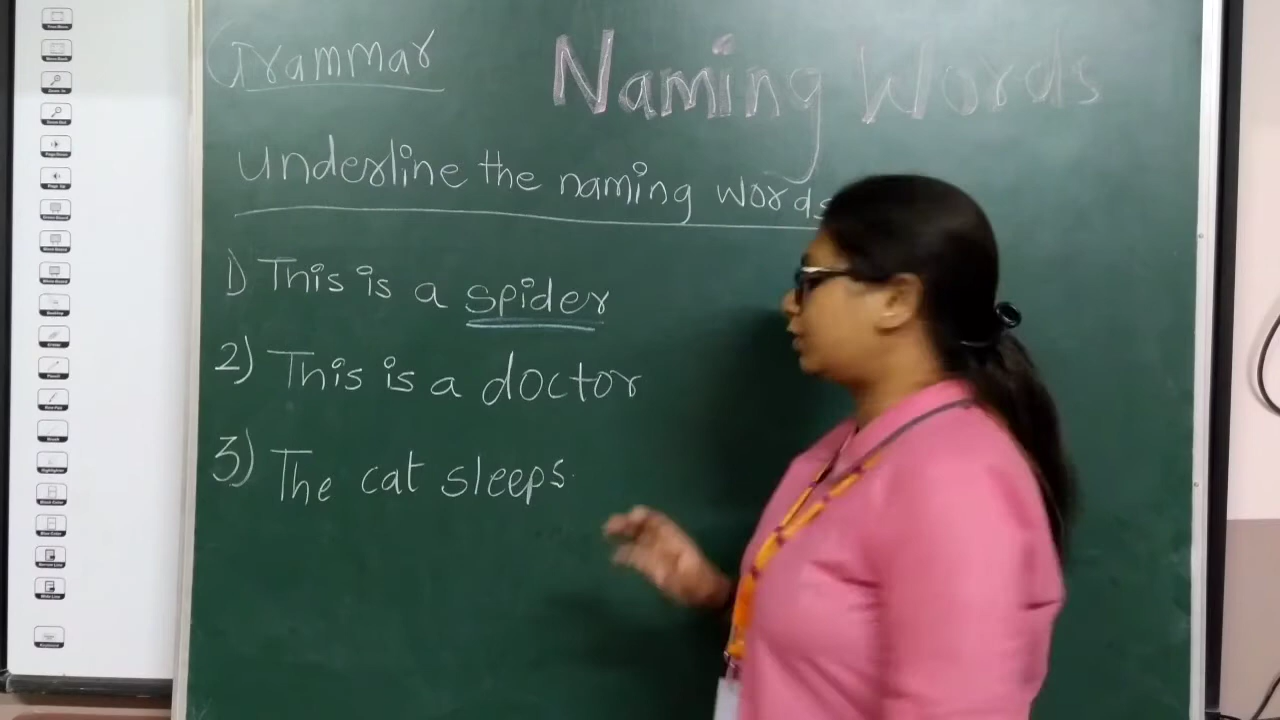 Grammar
Naming Words
underline the naming words
1) This is a spider
2) This is a doctor
3) The cat sleeps.